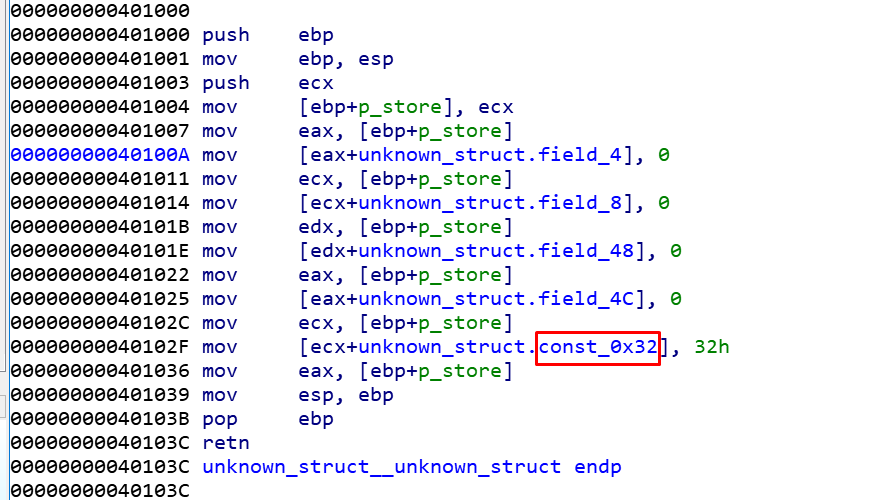 000000000401000
000000000401000 push    ebp
000000000401001 mov     ebp, esp
000000000401003 push    ecx
000000000401004 mov     [ebp+p_store], ecx
000000000401007 mov     eax, [ebp+p_store]
00000000040100A mov     [eax+unknown_struct.field_4], 0
000000000401011 mov     ecx, [ebp+p_store]
000000000401014 mov     [ecx+unknown_struct.field_8], 0
00000000040101B mov     edx, [ebp+p_store]
00000000040101E mov     [edx+unknown_struct.field_48], 0
000000000401022 mov     eax, [ebp+p_store]
000000000401025 mov     [eax+unknown_struct.field_4C], 0
00000000040102C mov     ecx, [ebp+p_store]
00000000040102F mov     [ecx+unknown_struct.const_0x32], 32h
000000000401036 mov     eax, [ebp+p_store]
000000000401039 mov     esp, ebp
00000000040103B pop     ebp
00000000040103C retn
00000000040103C unknown_struct__unknown_struct endp
00000000040103C